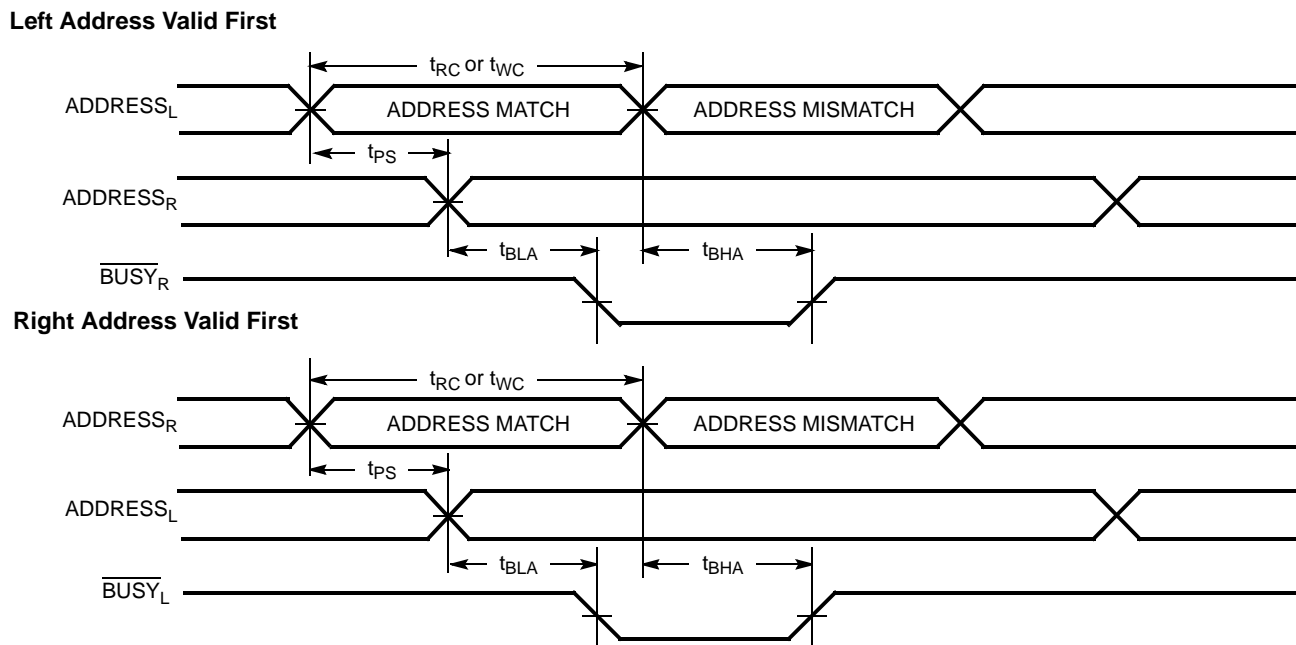 Left Address Valid First
tRC or tWC
ADDRESSL
ADDRESS MATCH
ADDRESS MISMATCH
tPS
ADDRESSR
tBLA
tBHA
BUSYR
Right Address Valid First
tRC or tWC
ADDRESSR
ADDRESS MATCH
ADDRESS MISMATCH
tPS
ADDRESSL
tBLA
tBHA
BUSYL